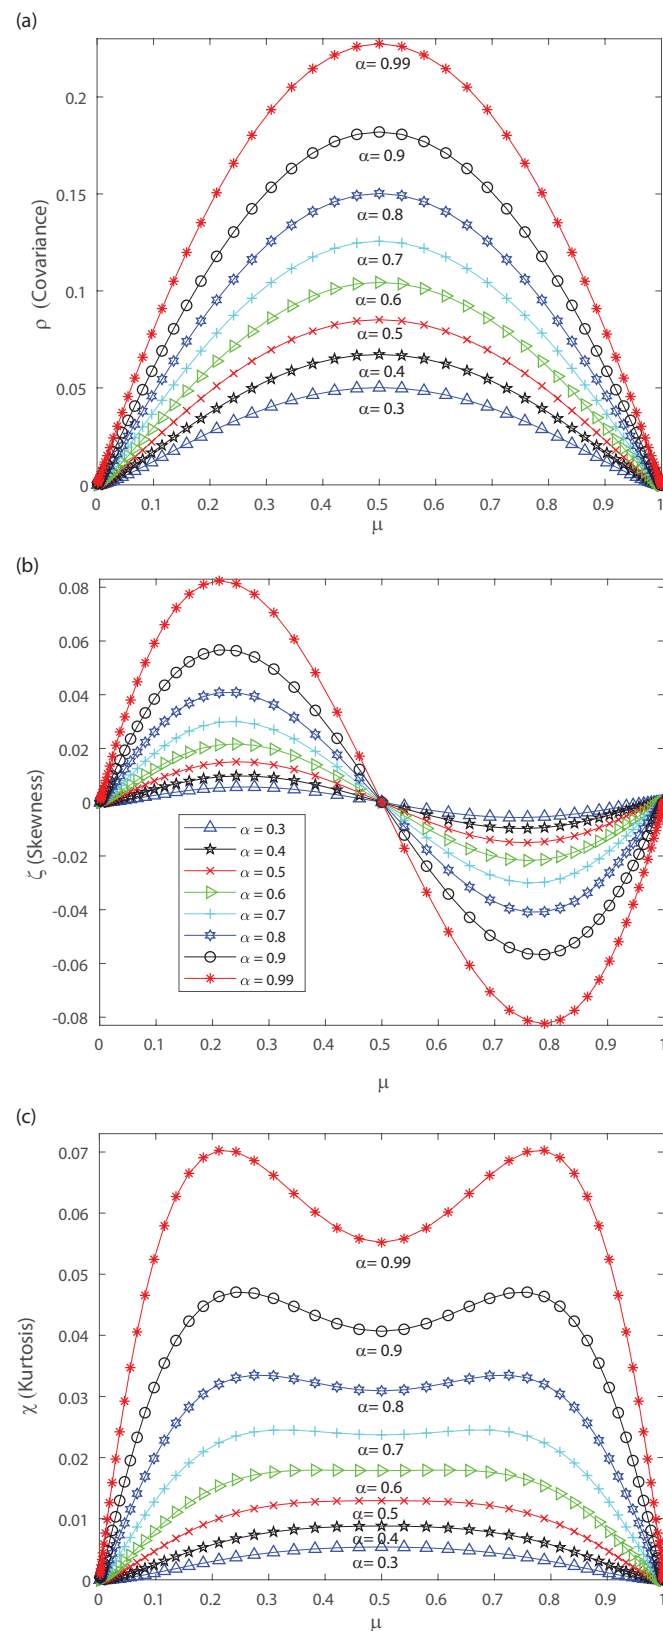 (a)
0.2
0.15
0.1
0.05
0
ρ (Covariance)
α= 0.99
α= 0.9
α= 0.8
α= 0.7
α= 0.6
α= 0.5
α= 0.4
α= 0.3
0 0.1 0.2 0.3 0.4 0.5 0.6 0.7 0.8 0.9 1
μ
(b)
0.08
0.06
0.04
0.02
0
-0.02
-0.04
-0.06
-0.08
ζ (Skewness)
α = 0.3
α = 0.4
α = 0.5
α = 0.6
α = 0.7
α = 0.8
α = 0.9
α = 0.99
0 0.1 0.2 0.3 0.4 0.5 0.6 0.7 0.8 0.9 1
μ
(c)
0.07
0.06
0.05
0.04
0.03
0.02
0.01
0
χ (Kurtosis)
α= 0.99
α= 0.9
α= 0.8
α= 0.7
α= 0.6
α= 0.5
α= 0.4
α= 0.3
0 0.1 0.2 0.3 0.4 0.5 0.6 0.7 0.8 0.9 1
μ